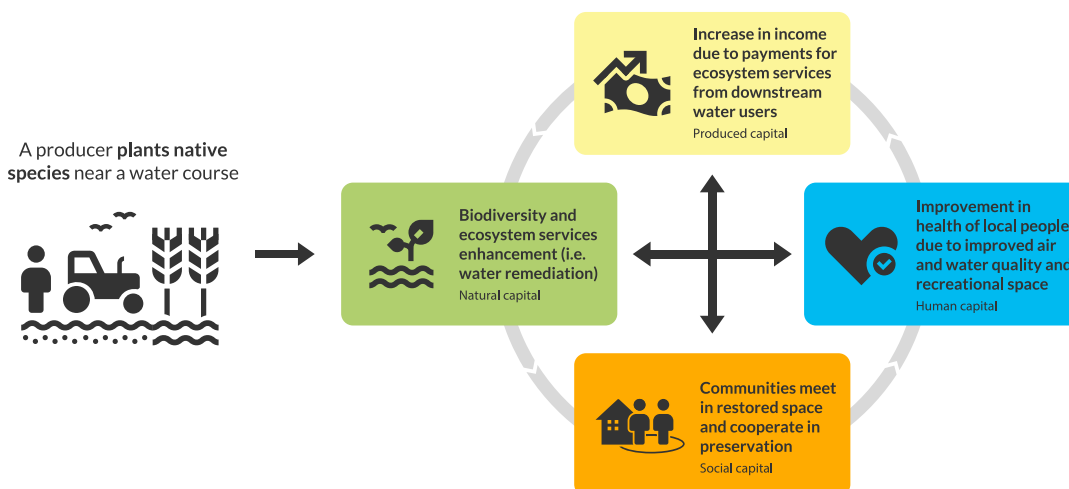 A producer plants native
species near a water course
Increase in income
due to payments for
ecosystem services
from downstream
water users
Produced capital
Biodiversity and
ecosystem services
enhancement (i.e.
water remediation)
Natural capital
Improvement in
health of local people
due to improved air
and water quality and
recreational space
Human capital
Communities meet
in restored space
and cooperate in
preservation
Social capital